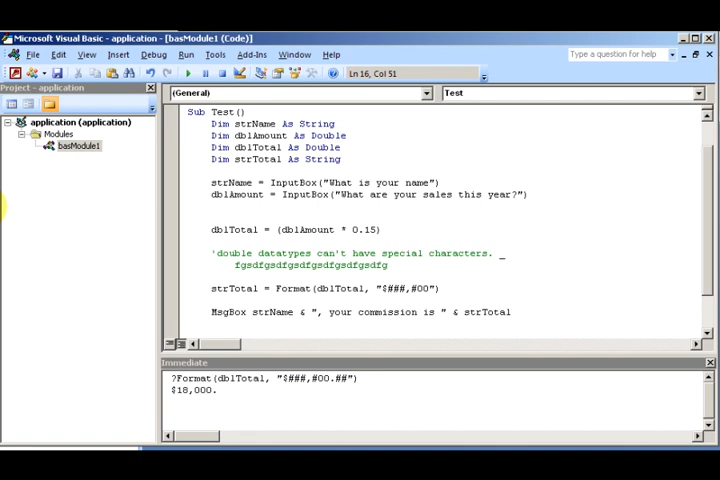 Microsoft Visual Basic - application - [basModule1 (Code)]
File Edit View Insert Debug Run Tools Add-Ins Window Help
Type a question for help
Ln 16, Col 51
Project - application
(General)
Test
application (application)
Modules
basModule1
Sub Test()
Dim strName As String
Dim dblAmount As Double
Dim dblTotal As Double
Dim strTotal As String
strName = InputBox("What is your name")
dblAmount = InputBox("What are your sales this year?")
dblTotal = (dblAmount * 0.15)
'double datatypes can't have special characters. _
fgsdfgsdfgsdfgsdfgsdfgsdfg
strTotal = Format(dblTotal, "$###,#00")
MsgBox strName & ", your commission is " & strTotal
Immediate
?Format(dblTotal, "$###,#00.##")
$18,000.